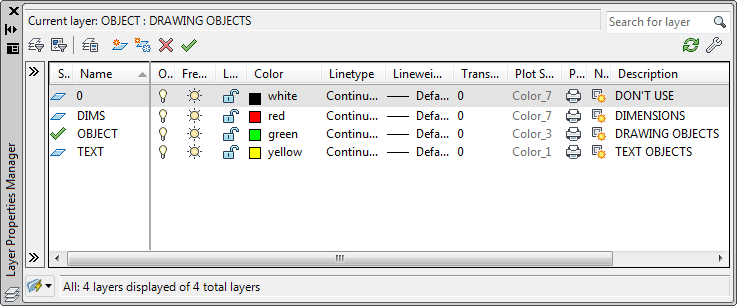 Current layer: OBJECT : DRAWING OBJECTS
Search for layer
S.. Name O.. Fre... L... Color Linetype Linewei... Trans... Plot S... P... N.. Description
0 white Continu... Defa... 0 Color_7 DON'T USE
DIMS red Continu... Defa... 0 Color_7 DIMENSIONS
OBJECT green Continu... Defa... 0 Color_3 DRAWING OBJECTS
TEXT yellow Continu... Defa... 0 Color_1 TEXT OBJECTS
Layer Properties Manager
All: 4 layers displayed of 4 total layers